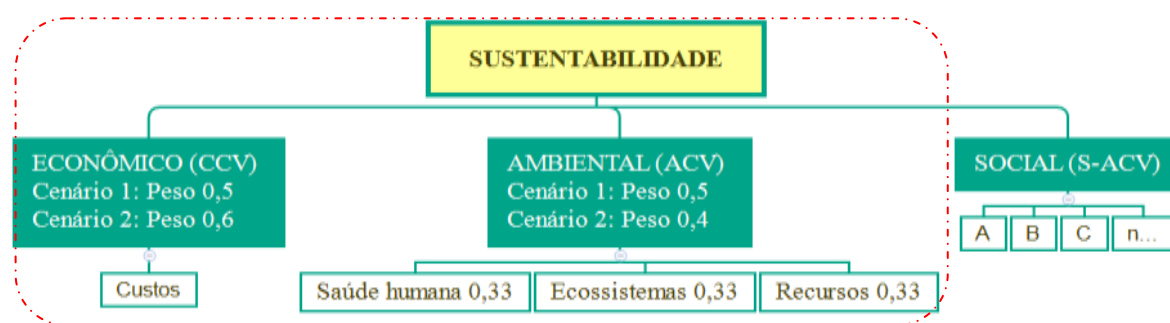 SUSTENTABILIDADE
ECONÔMICO (CCV)
Cenário 1: Peso 0,5
Cenário 2: Peso 0,6
AMBIENTAL (ACV)
Cenário 1: Peso 0,5
Cenário 2: Peso 0,4
SOCIAL (S-ACV)
A
B
C
n...
Custos
Saúde humana 0,33
Ecossistemas 0,33
Recursos 0,33